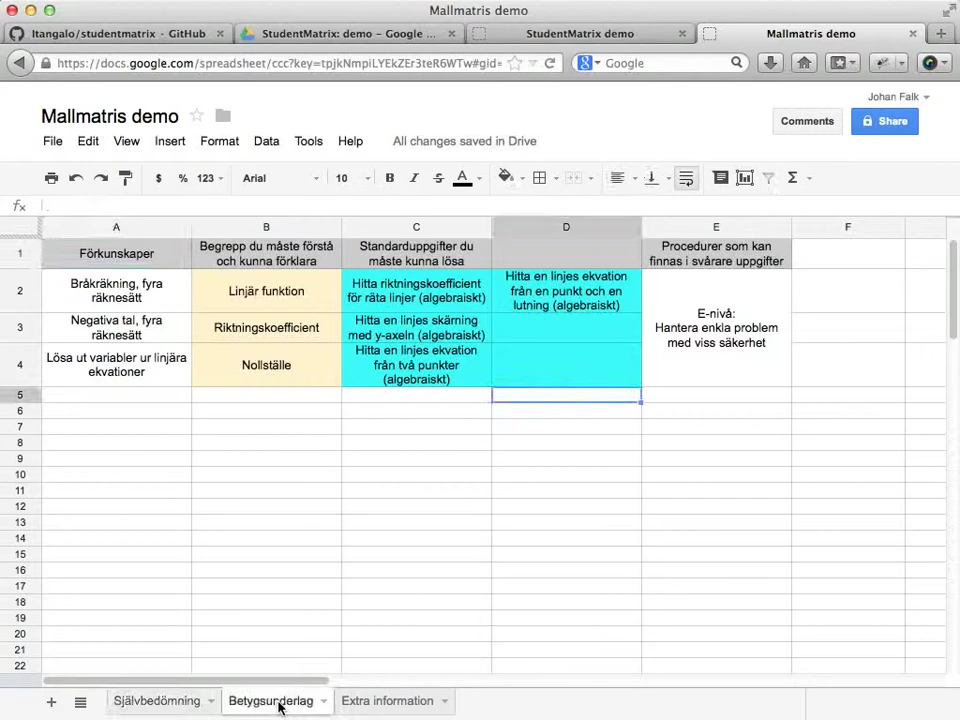 Mallmatris demo
Itangalo/studentmatrix · GitHub
StudentMatrix: demo – Google ...
StudentMatrix demo
Mallmatris demo
https://docs.google.com/spreadsheet/ccc?key=tpjkNmpiLYEkZEr3teR6WTw#gid=
Google
Johan Falk
Mallmatris demo
Comments
Share
File Edit View Insert Format Data Tools Help All changes saved in Drive
$ % 123 Arial 10 B I S A Σ
fx .
A B C D E F
1
Förkunskaper
Begrepp du måste förstå
och kunna förklara
Standarduppgifter du
måste kunna lösa
Procedurer som kan
finnas i svårare uppgifter
2
Bråkräkning, fyra
räknesätt
Linjär funktion
Hitta riktningskoefficient
för räta linjer (algebraiskt)
Hitta en linjes ekvation
från en punkt och en
lutning (algebraiskt)
E-nivå:
Hantera enkla problem
med viss säkerhet
3
Negativa tal, fyra
räknesätt
Riktningskoefficient
Hitta en linjes skärning
med y-axeln (algebraiskt)
4
Lösa ut variabler ur linjära
ekvationer
Nollställe
Hitta en linjes ekvation
från två punkter
(algebraiskt)
5
6
7
8
9
10
11
12
13
14
15
16
17
18
19
20
21
22
Självbedömning
Betygsunderlag
Extra information